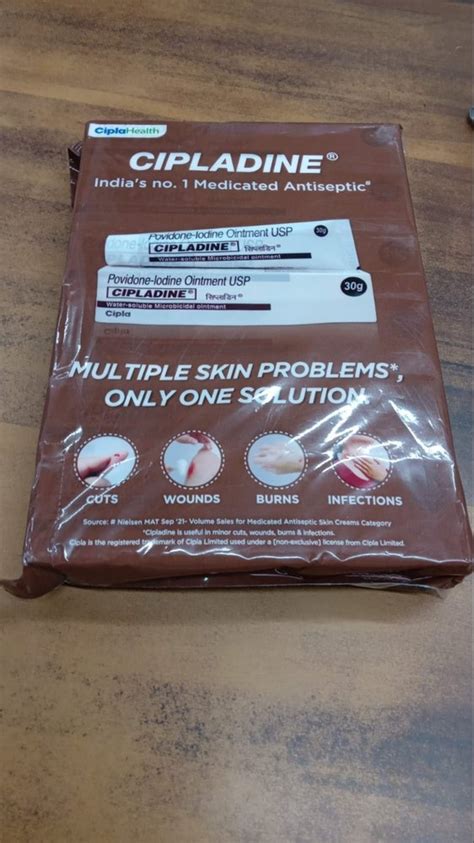 CiplaHealth
CIPLADINE®
India's no. 1 Medicated Antiseptic#
Povidone-Iodine Ointment USP
30g
CIPLADINE® सिप्लाडिन®
Water-soluble Microbicidal ointment
Povidone-Iodine Ointment USP
30g
CIPLADINE® सिप्लाडिन®
Water-soluble Microbicidal ointment
Cipla
MULTIPLE SKIN PROBLEMS*,
ONLY ONE SOLUTION
CUTS WOUNDS BURNS INFECTIONS
Source: # Nielsen MAT Sep '21- Volume Sales for Medicated Antiseptic Skin Creams Category
*Cipladine is useful in minor cuts, wounds, burns & infections.
Cipla is the registered trademark of Cipla Limited used under a (non-exclusive) license from Cipla Limited.